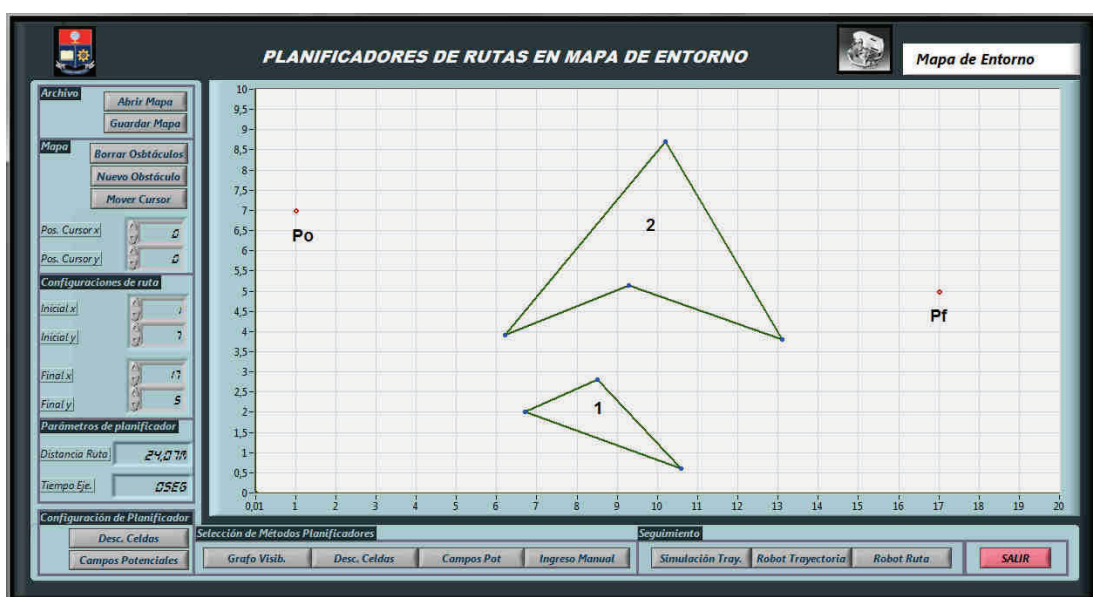 PLANIFICADORES DE RUTAS EN MAPA DE ENTORNO
Mapa de Entorno
Archivo
Abrir Mapa
Guardar Mapa
Mapa
Borrar Osbtáculos
Nuevo Obstáculo
Mover Cursor
Pos. Cursor x
0
Pos. Cursor y
0
Configuraciones de ruta
Inicial x
1
Inicial y
7
Final x
17
Final y
5
Parámetros de planificador
Distancia Ruta
24,07M
Tiempo Eje.
0SEG
Configuración de Planificador
Desc. Celdas
Campos Potenciales
10
9,5
9
8,5
8
7,5
7
6,5
6
5,5
5
4,5
4
3,5
3
2,5
2
1,5
1
0,5
0
0,01 1 2 3 4 5 6 7 8 9 10 11 12 13 14 15 16 17 18 19 20
Po
2
Pf
1
Selección de Métodos Planificadores
Grafo Visib.
Desc. Celdas
Campos Pot
Ingreso Manual
Seguimiento
Simulación Tray.
Robot Trayectoria
Robot Ruta
SALIR